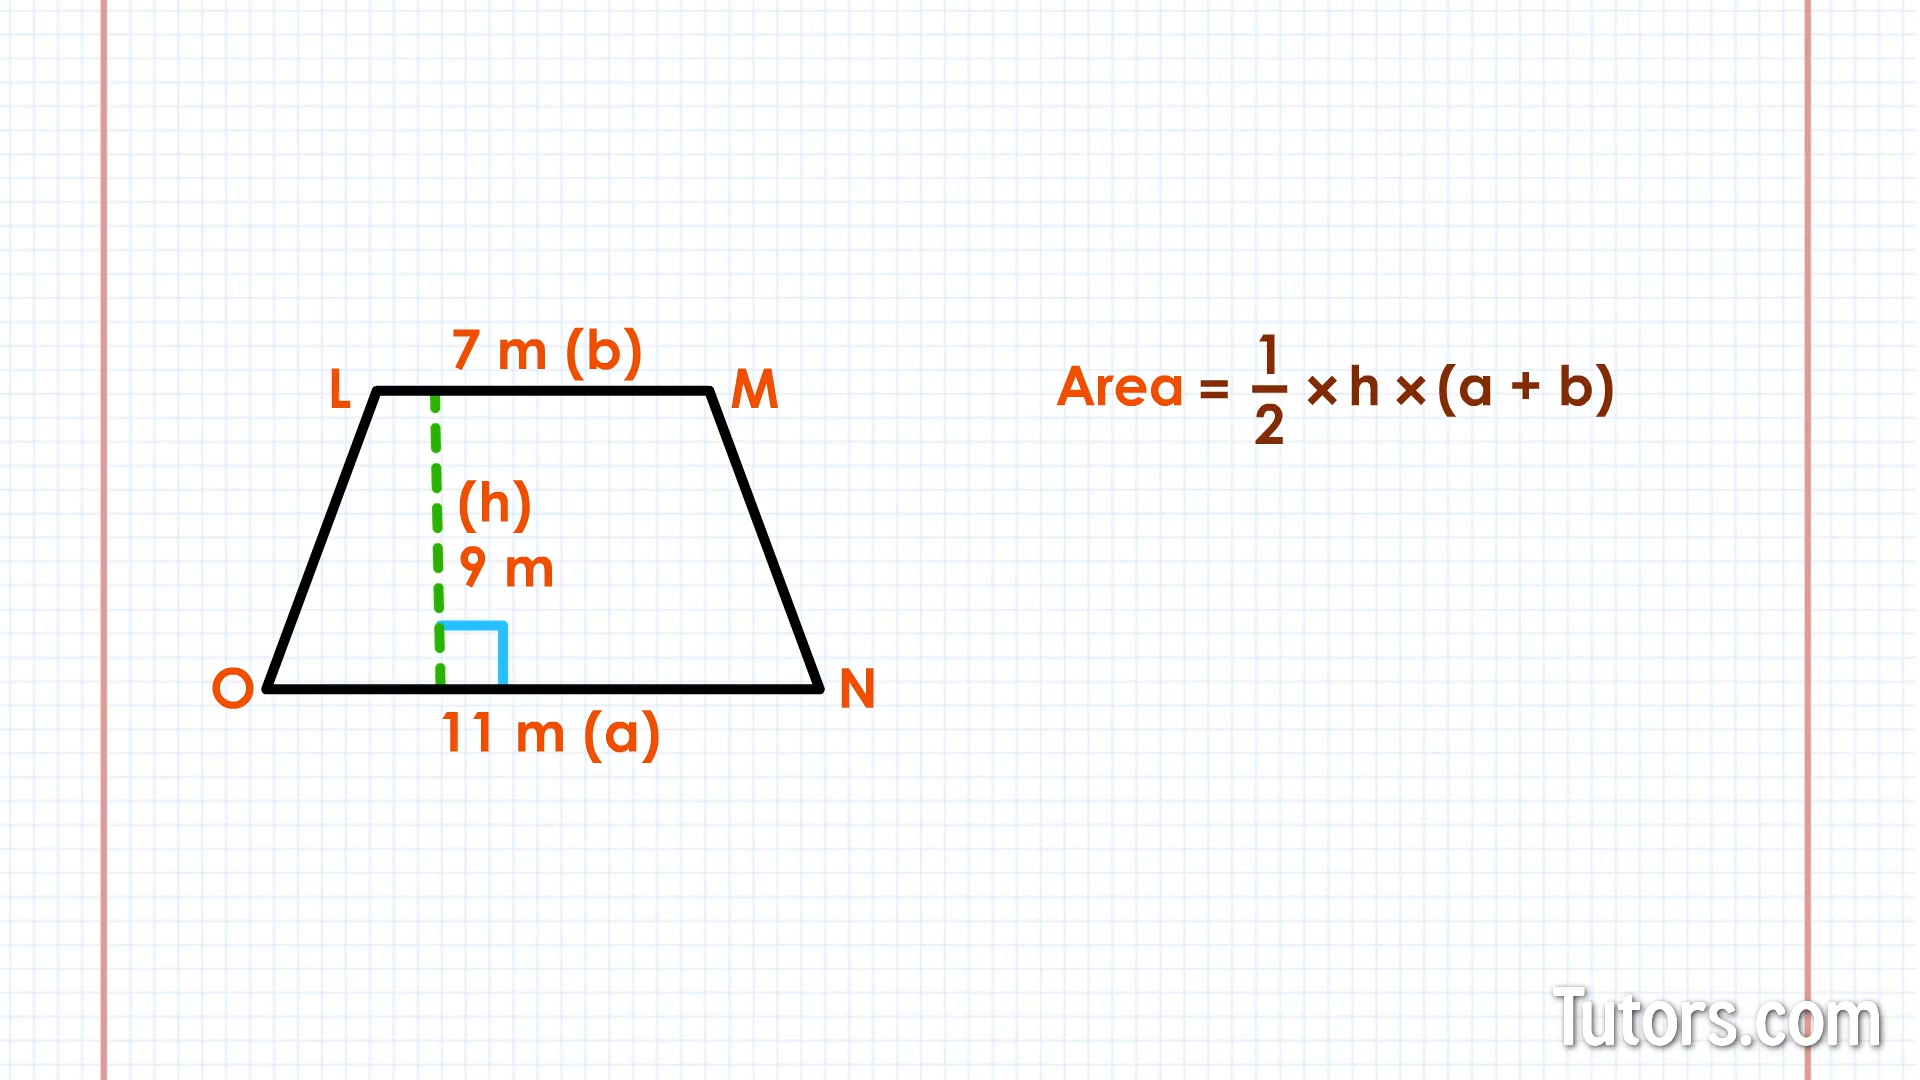 7 m (b)
L
M
Area = 1/2 × h × (a + b)
(h)
9 m
O
N
11 m (a)
Tutors.com